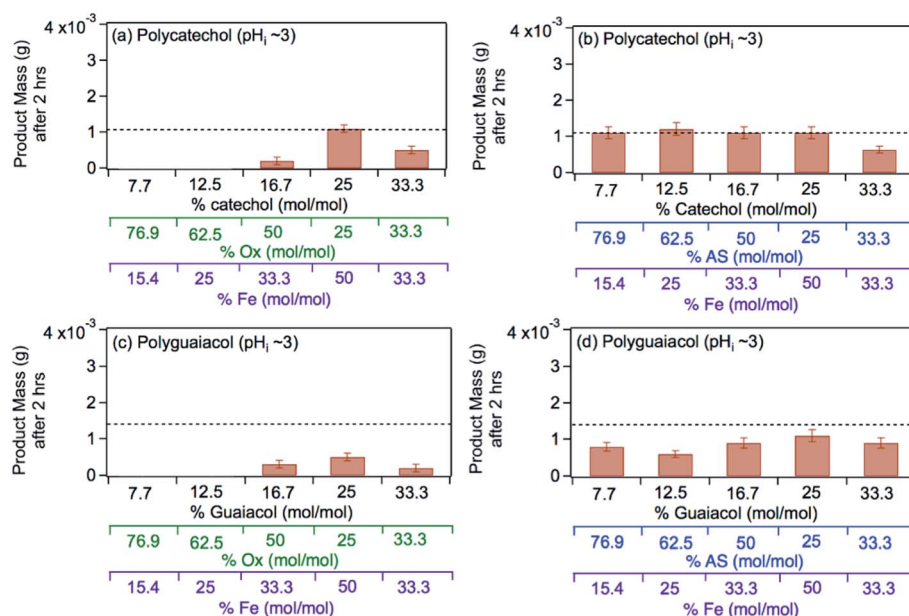 (a) Polycatechol (pHi ~3)
4 x10-3
3
2
1
0
Product Mass (g)
after 2 hrs
7.7 12.5 16.7 25 33.3
% catechol (mol/mol)
76.9 62.5 50 25 33.3
% Ox (mol/mol)
15.4 25 33.3 50 33.3
% Fe (mol/mol)
(b) Polycatechol (pHi ~3)
4 x10-3
3
2
1
0
Product Mass (g)
after 2 hrs
7.7 12.5 16.7 25 33.3
% Catechol (mol/mol)
76.9 62.5 50 25 33.3
% AS (mol/mol)
15.4 25 33.3 50 33.3
% Fe (mol/mol)
(c) Polyguaiacol (pHi ~3)
4 x10-3
3
2
1
0
Product Mass (g)
after 2 hrs
7.7 12.5 16.7 25 33.3
% Guaiacol (mol/mol)
76.9 62.5 50 25 33.3
% Ox (mol/mol)
15.4 25 33.3 50 33.3
% Fe (mol/mol)
(d) Polyguaiacol (pHi ~3)
4 x10-3
3
2
1
0
Product Mass (g)
after 2 hrs
7.7 12.5 16.7 25 33.3
% Guaiacol (mol/mol)
76.9 62.5 50 25 33.3
% AS (mol/mol)
15.4 25 33.3 50 33.3
% Fe (mol/mol)